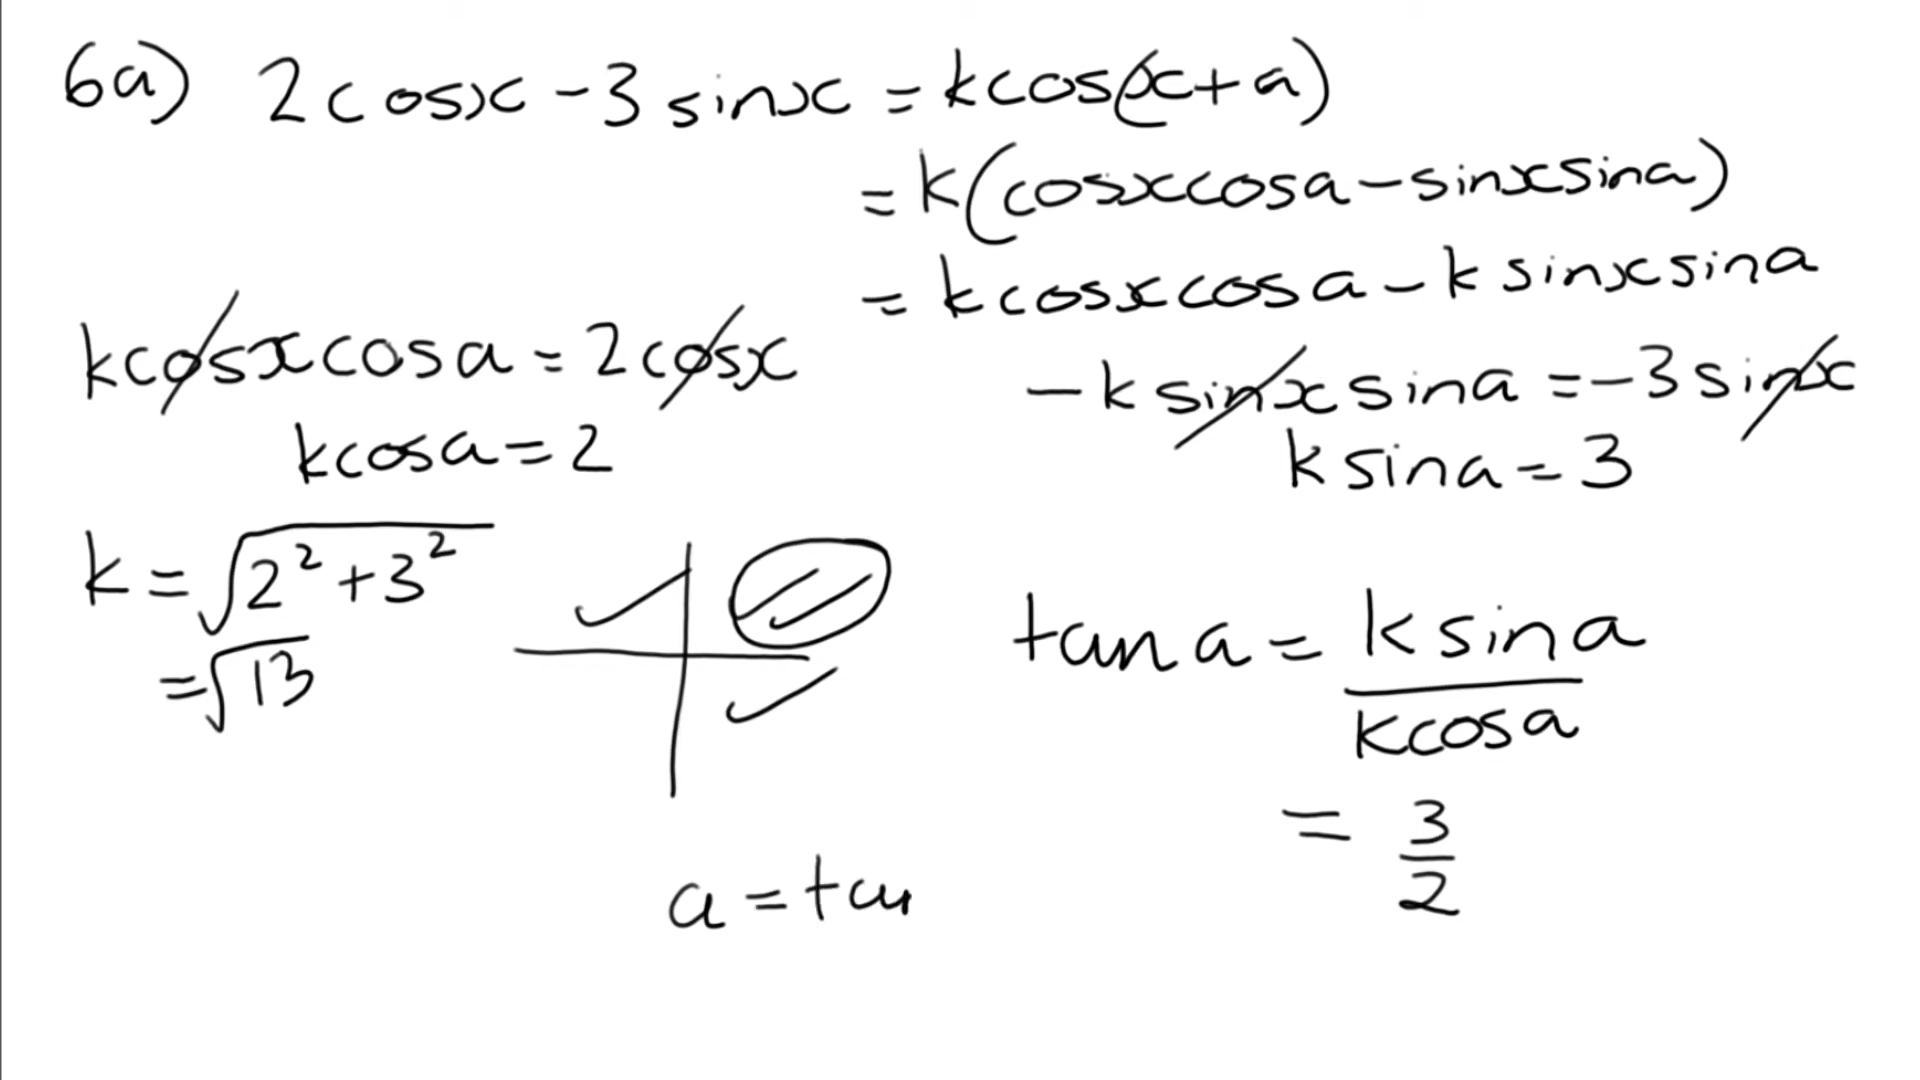 6a) 2cosx - 3sinx = kcos(x+a)
= k(cosxcosa - sinxsina)
= kcosxcosa - ksinxsina
kcosxcosa = 2cosx
-ksinxsina = -3sinx
kcosa = 2
ksina = 3
k = √2² + 3²
= √13
tan a = ksina / kcosa
= 3/2
a = tan